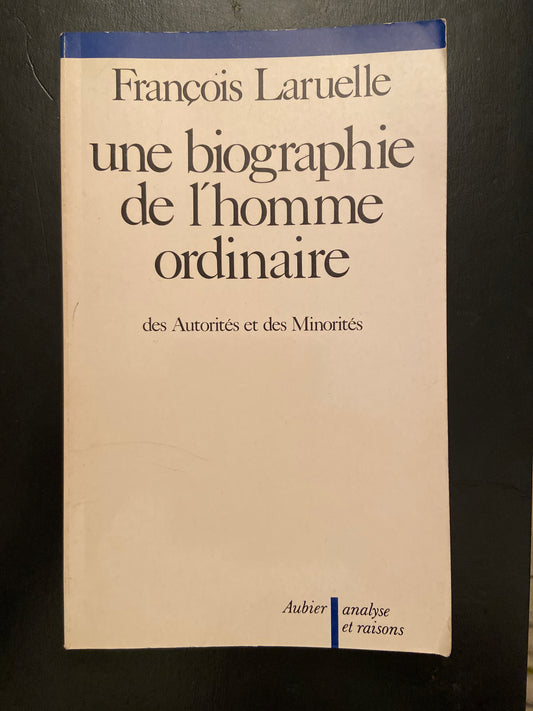 François Laruelle
une biographie
de l'homme
ordinaire
des Autorités et des Minorités
Aubier
analyse
et raisons